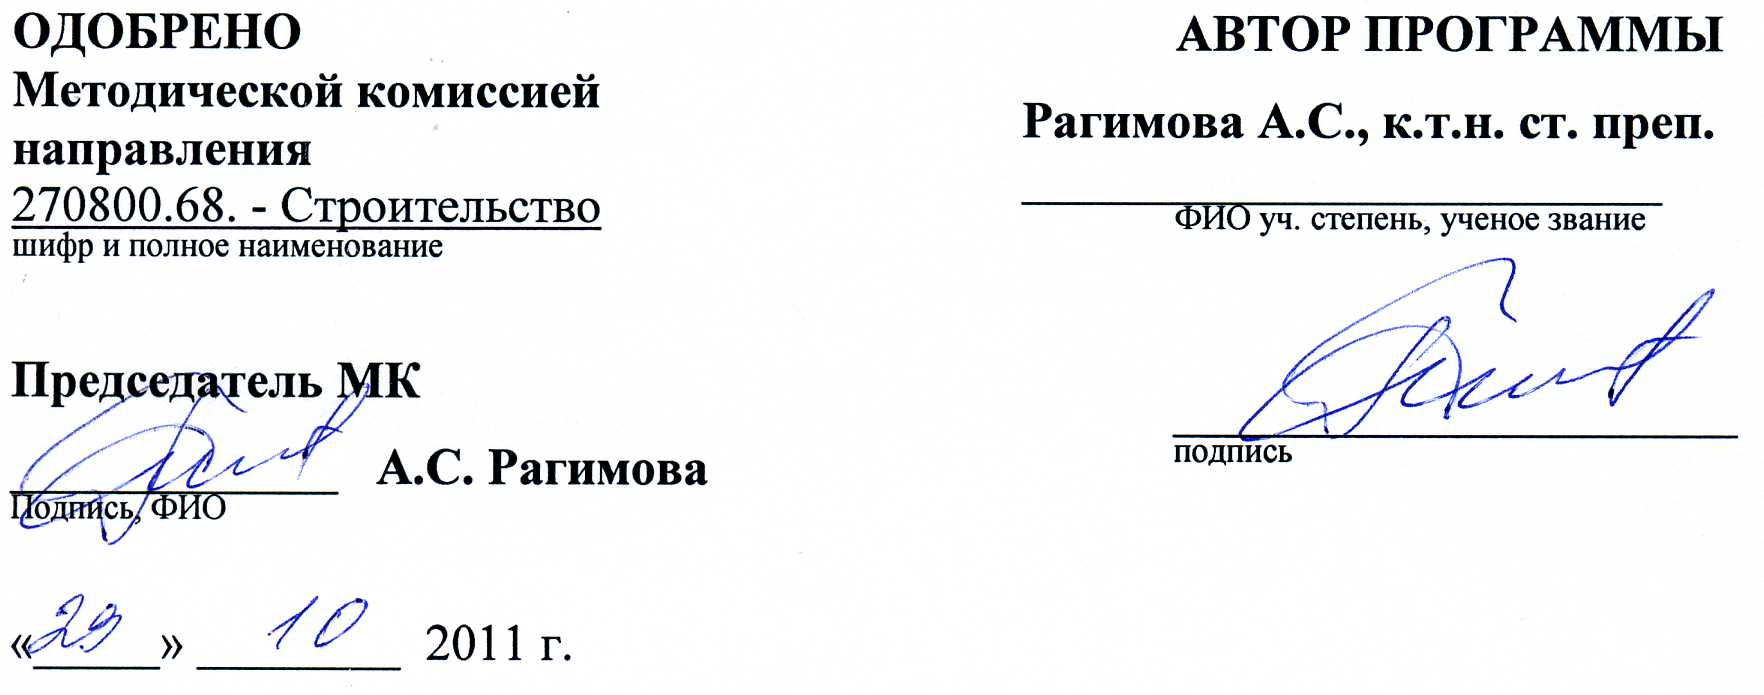 ОДОБРЕНО
Методической комиссией
направления
270800.68. - Строительство
шифр и полное наименование
Председатель МК
А.С. Рагимова
Подпись, ФИО
«29» 10 2011 г.
АВТОР ПРОГРАММЫ
Рагимова А.С., к.т.н. ст. преп.
ФИО уч. степень, ученое звание
подпись